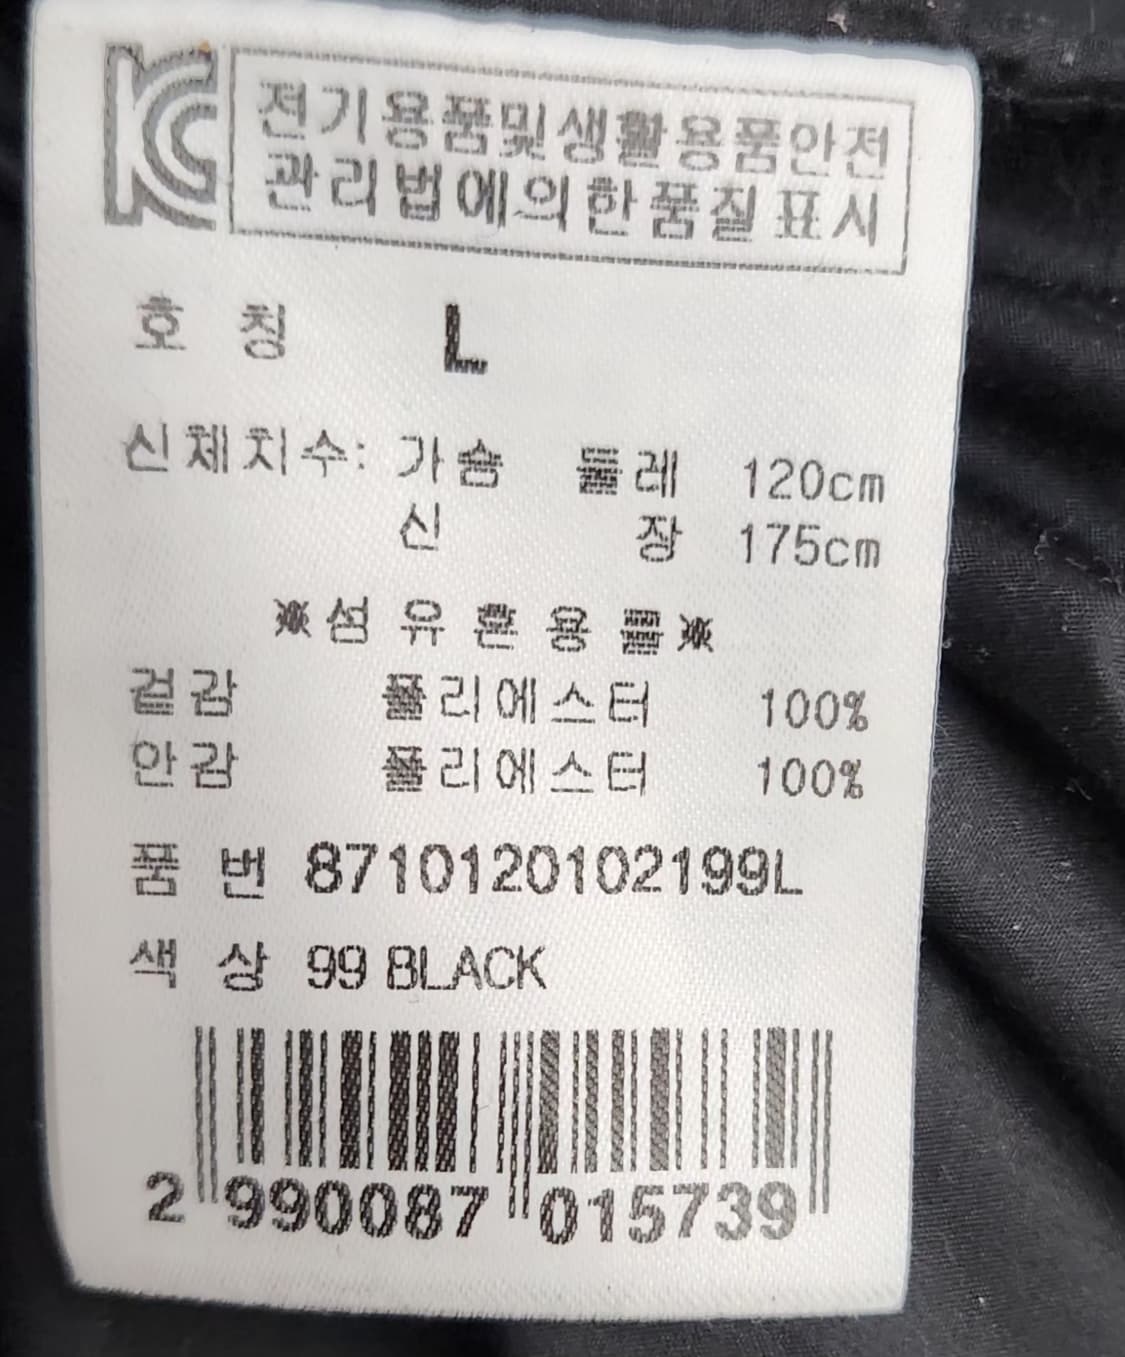 KC
전기용품및생활용품안전
관리법에의한품질표시
호 칭 L
신체치수: 가슴 둘레 120cm
신 장 175cm
※섬 유 혼 용 률※
겉감 폴리에스터 100%
안감 폴리에스터 100%
품 번 8710120102199L
색 상 99 BLACK
2 990087 015739